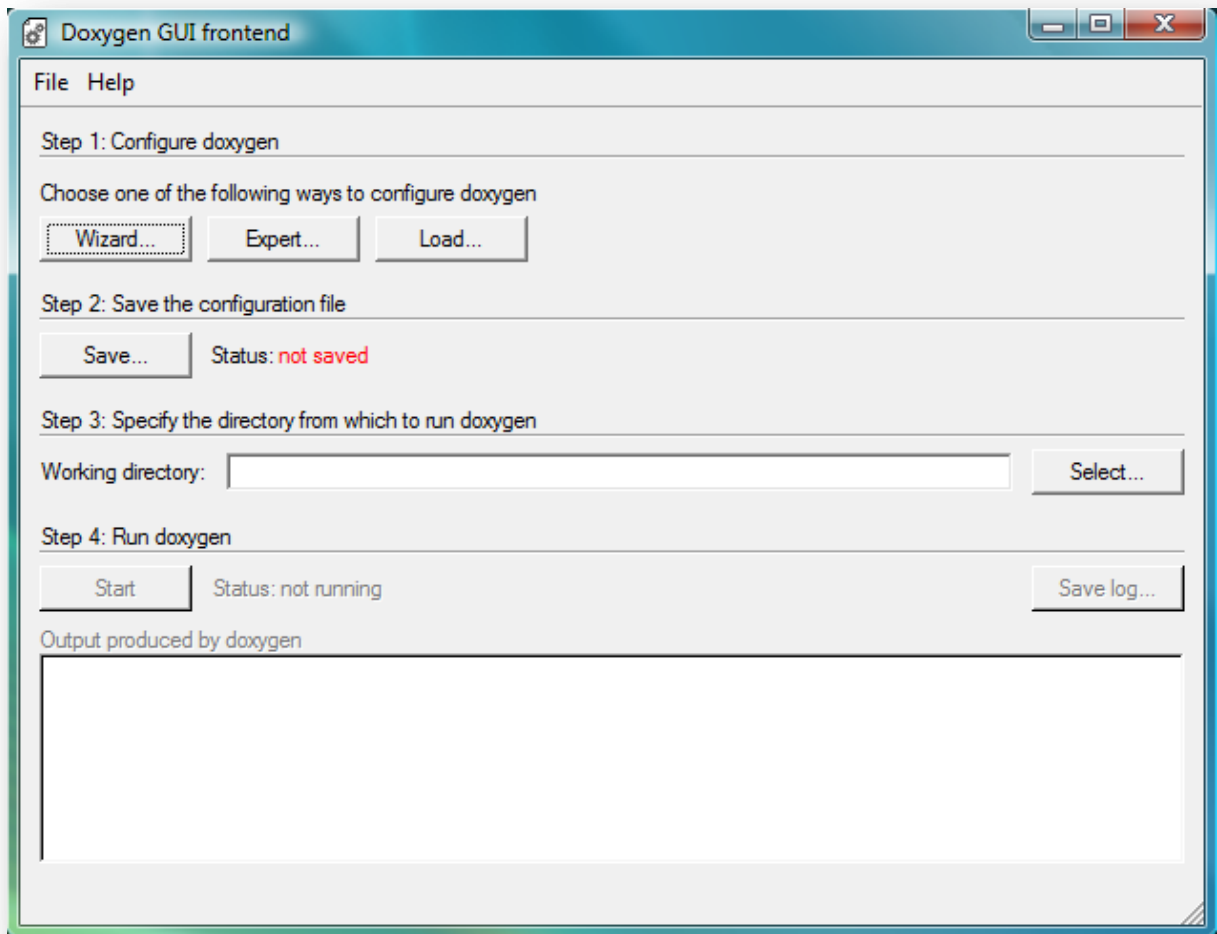 Doxygen GUI frontend
File Help
Step 1: Configure doxygen
Choose one of the following ways to configure doxygen
Wizard... Expert... Load...
Step 2: Save the configuration file
Save... Status: not saved
Step 3: Specify the directory from which to run doxygen
Working directory: Select...
Step 4: Run doxygen
Start Status: not running Save log...
Output produced by doxygen